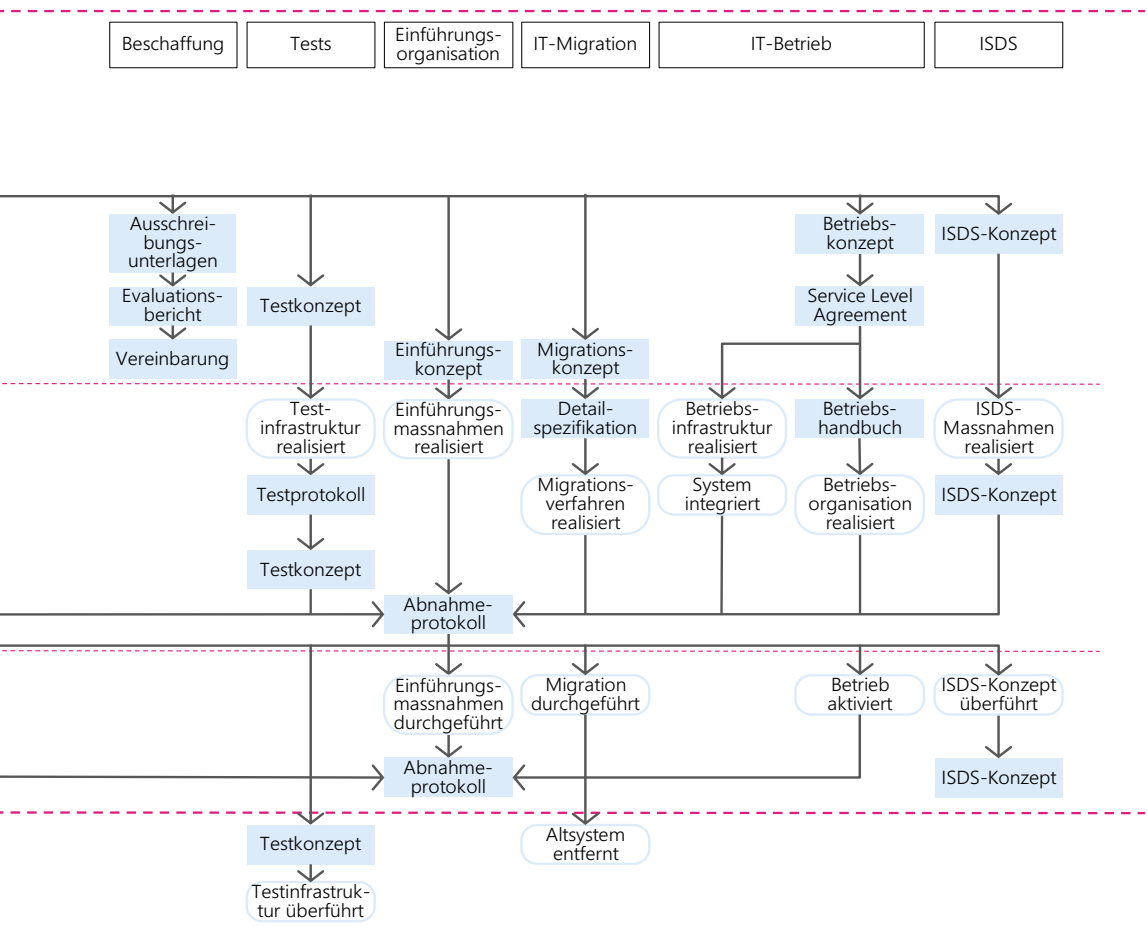 Beschaffung
Tests
Einführungs-
organisation
IT-Migration
IT-Betrieb
ISDS
Ausschrei-
bungs-
unterlagen
Betriebs-
konzept
ISDS-Konzept
Evaluations-
bericht
Testkonzept
Service Level
Agreement
Vereinbarung
Einführungs-
konzept
Migrations-
konzept
Test-
infrastruktur
realisiert
Einführungs-
massnahmen
realisiert
Detail-
spezifikation
Betriebs-
infrastruktur
realisiert
Betriebs-
handbuch
ISDS-
Massnahmen
realisiert
Testprotokoll
Migrations-
verfahren
realisiert
System
integriert
Betriebs-
organisation
realisiert
ISDS-Konzept
Testkonzept
Abnahme-
protokoll
Einführungs-
massnahmen
durchgeführt
Migration
durchgeführt
Betrieb
aktiviert
ISDS-Konzept
überführt
Abnahme-
protokoll
ISDS-Konzept
Testkonzept
Altsystem
entfernt
Testinfrastruk-
tur überführt